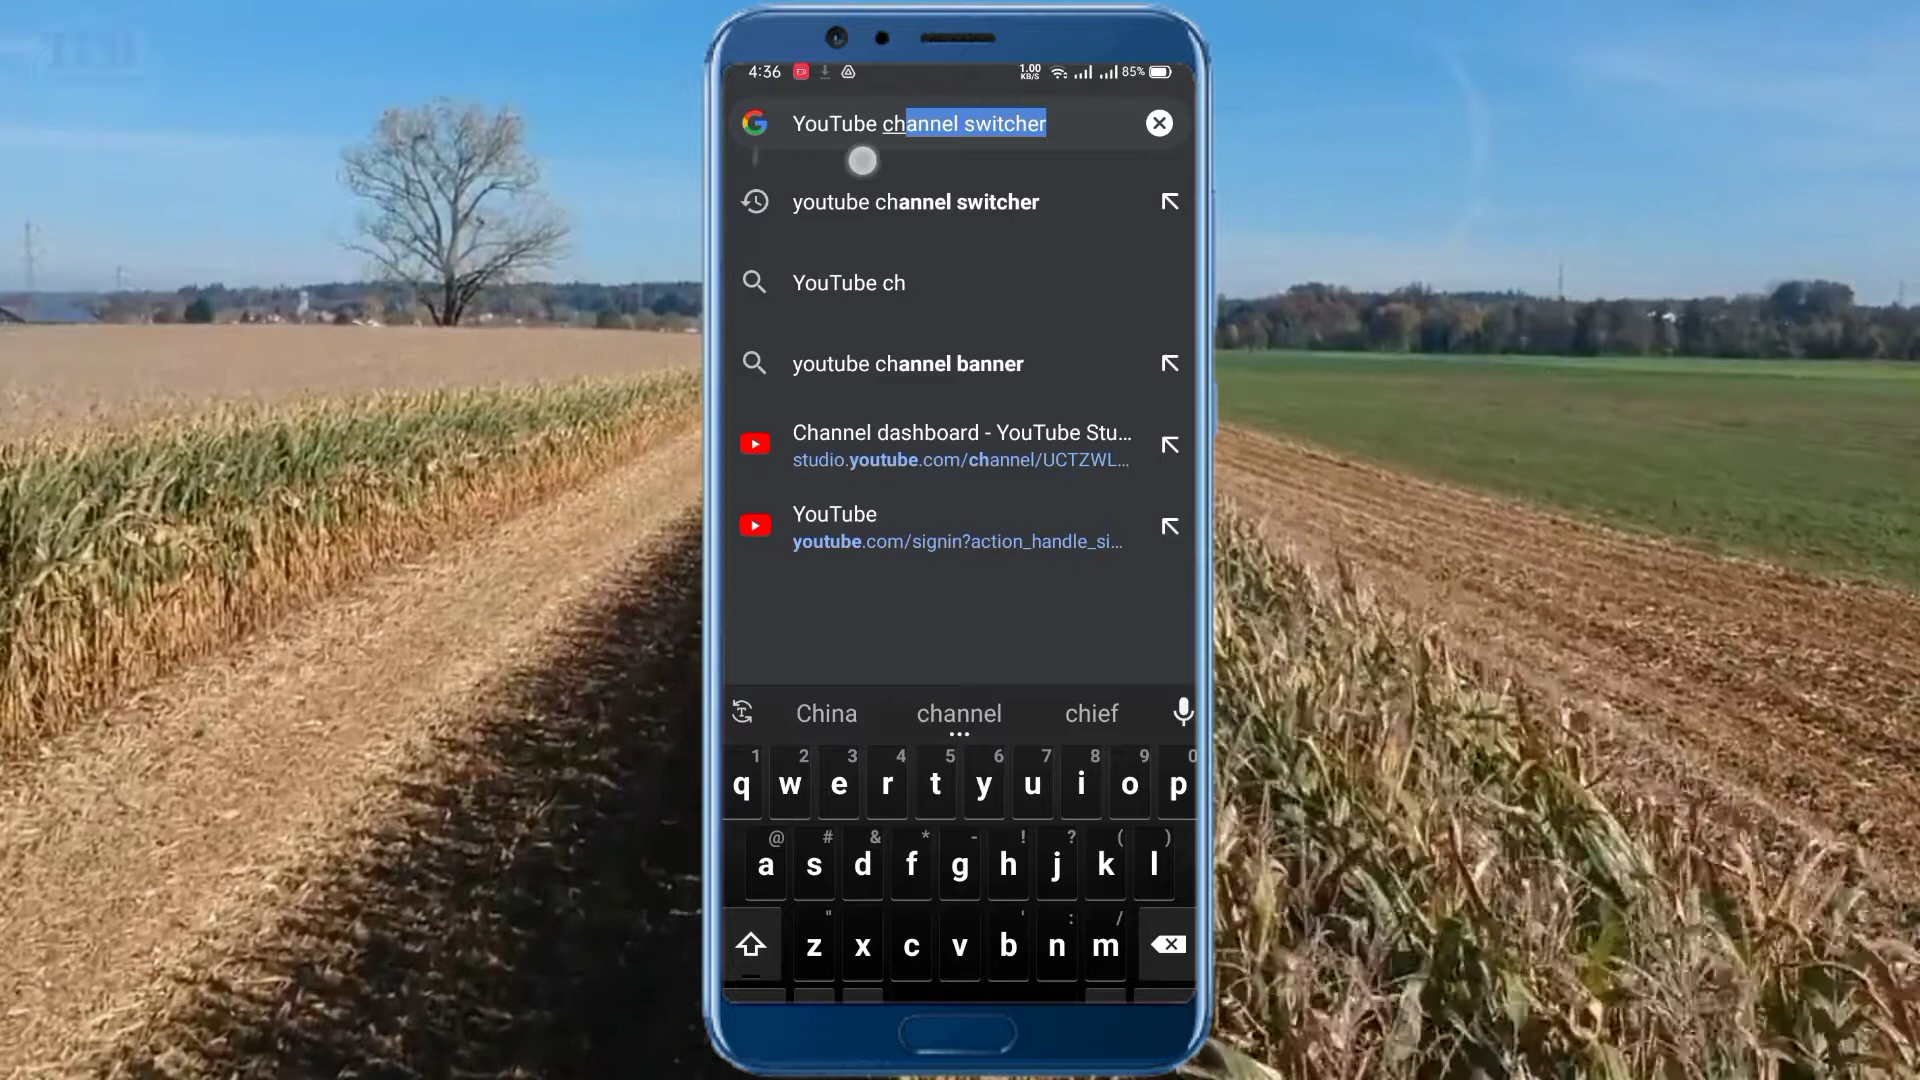 4:36
1.00
KB/S
85%
YouTube channel switcher
youtube channel switcher
YouTube ch
youtube channel banner
Channel dashboard - YouTube Stu...
studio.youtube.com/channel/UCTZWL...
YouTube
youtube.com/signin?action_handle_si...
China channel chief
1 2 3 4 5 6 7 8 9 0
q w e r t y u i o p
@ # & * - ! ? ( )
a s d f g h j k l
" ' : /
z x c v b n m